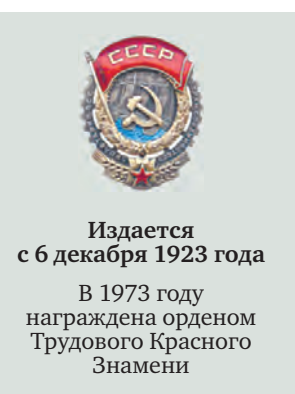 СССР
Издается
с 6 декабря 1923 года
В 1973 году
награждена орденом
Трудового Красного
Знамени